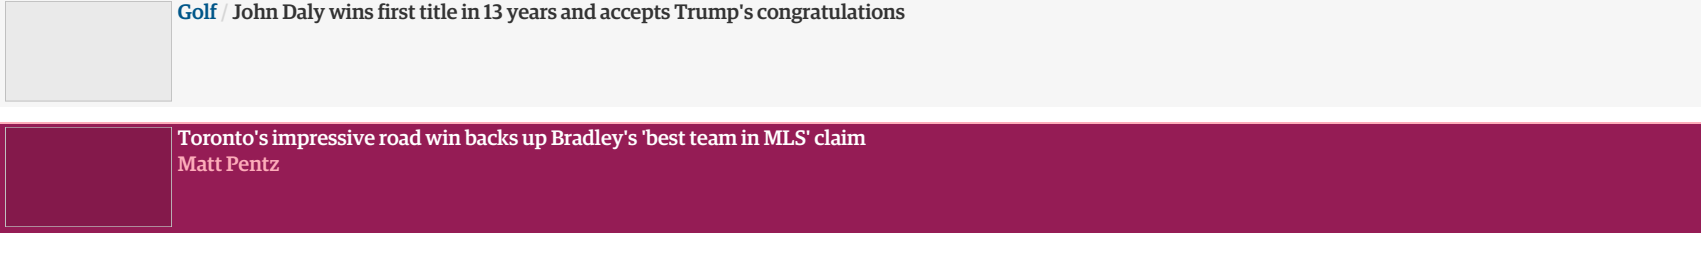 Golf / John Daly wins first title in 13 years and accepts Trump's congratulations
Toronto's impressive road win backs up Bradley's 'best team in MLS' claim
Matt Pentz